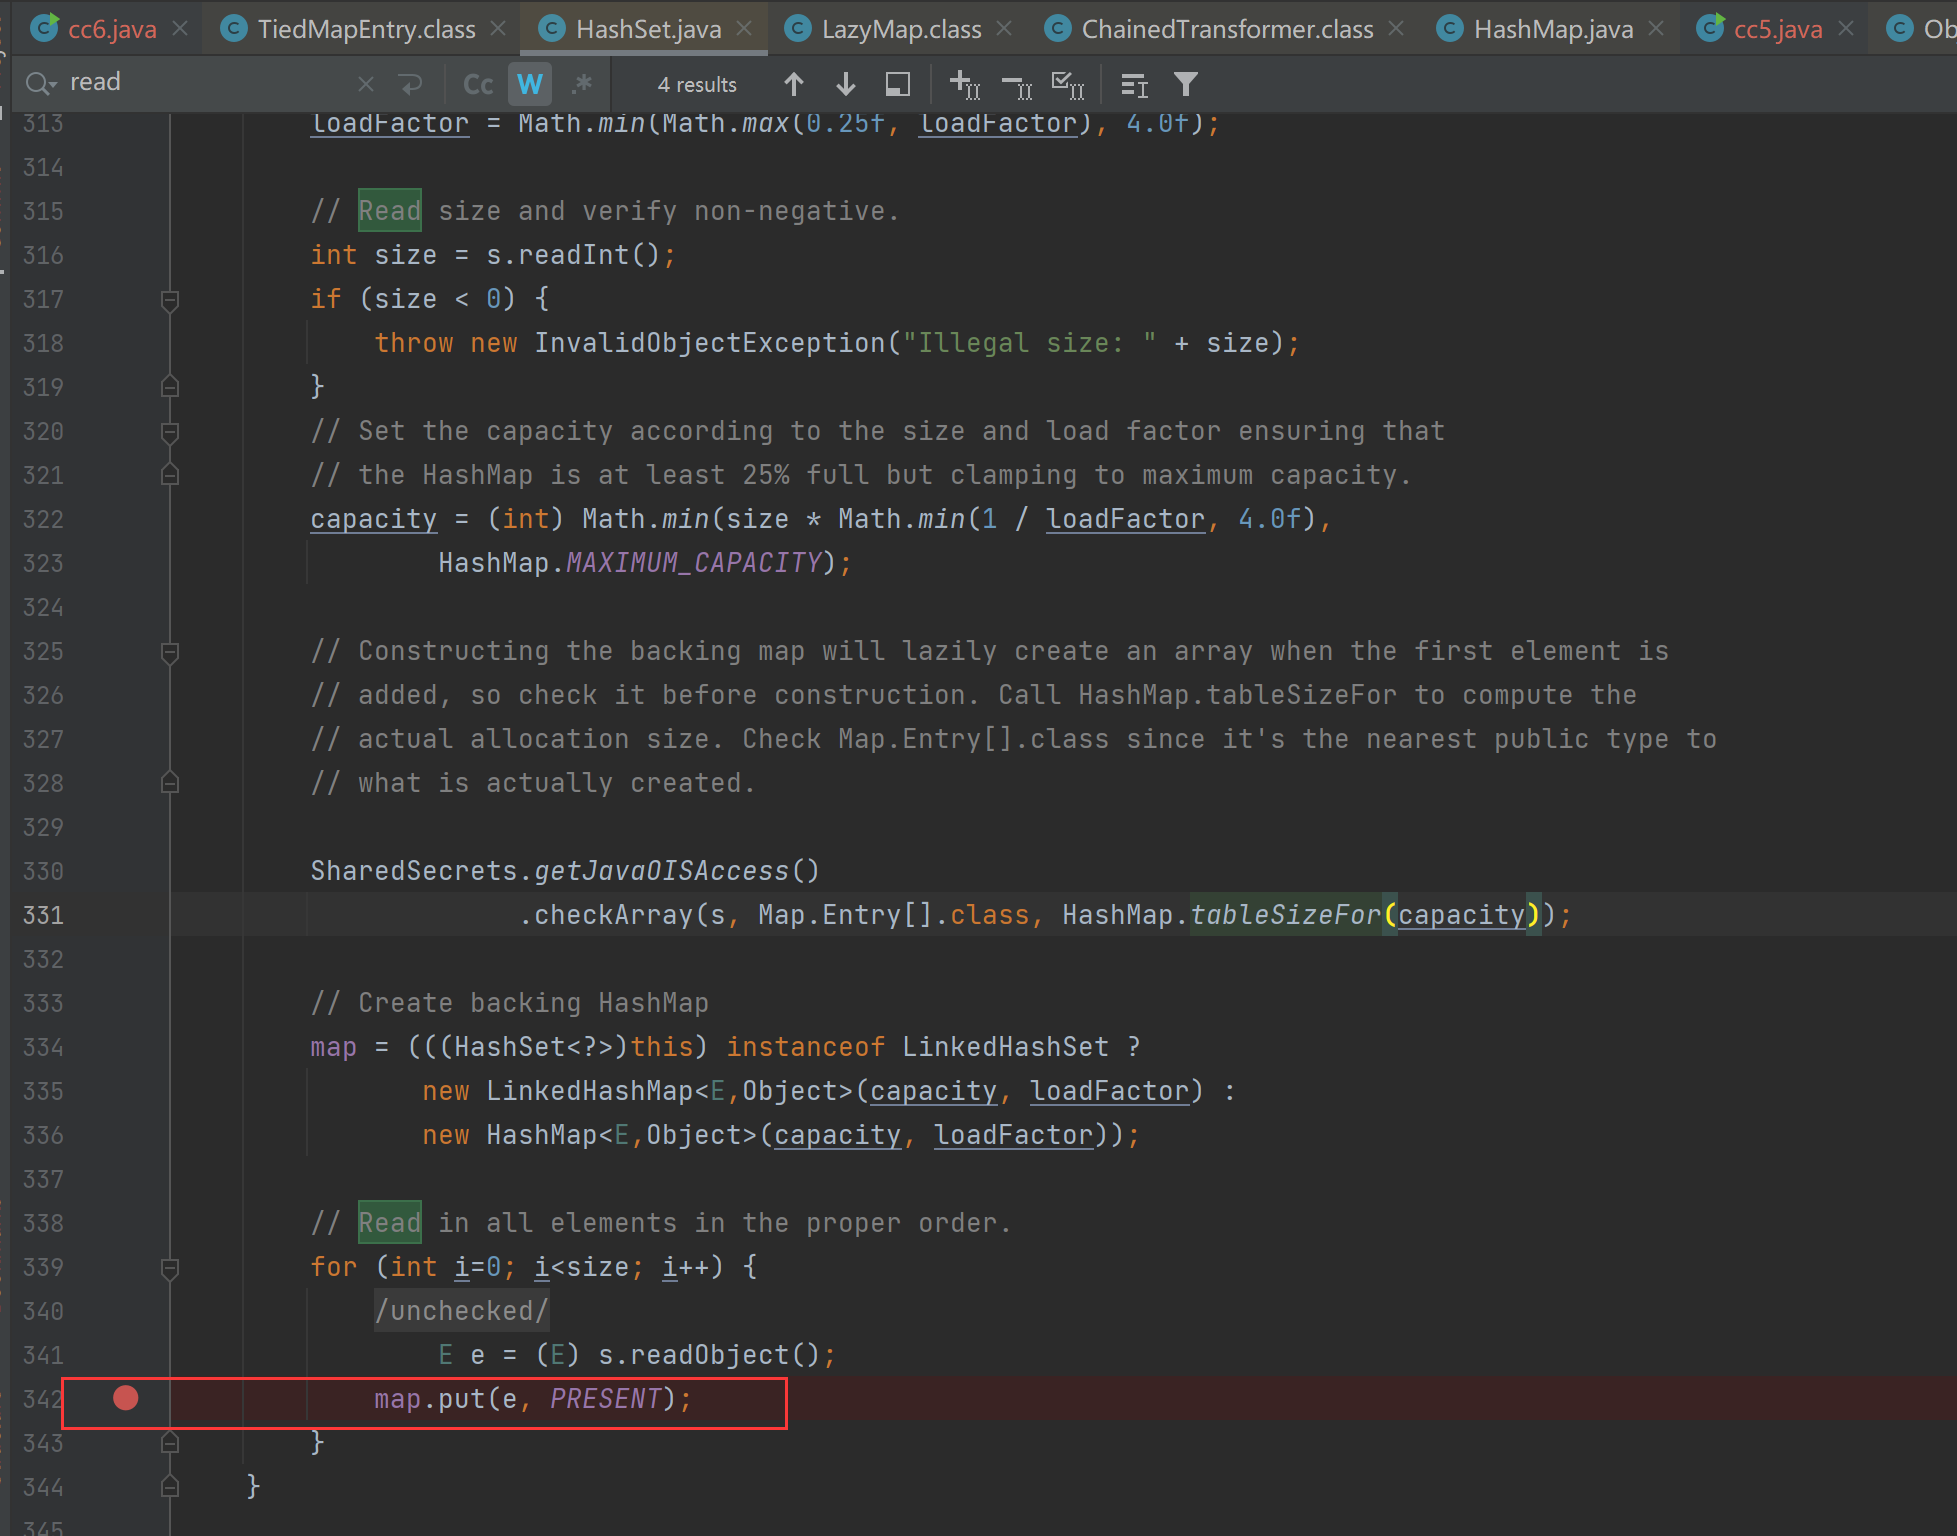 cc6.java TiedMapEntry.class HashSet.java LazyMap.class ChainedTransformer.class HashMap.java cc5.java Ob
read Cc W .* 4 results
313 loadFactor = Math.min(Math.max(0.25f, loadFactor), 4.0f);
314
315 // Read size and verify non-negative.
316 int size = s.readInt();
317 if (size < 0) {
318 throw new InvalidObjectException("Illegal size: " + size);
319 }
320 // Set the capacity according to the size and load factor ensuring that
321 // the HashMap is at least 25% full but clamping to maximum capacity.
322 capacity = (int) Math.min(size * Math.min(1 / loadFactor, 4.0f),
323 HashMap.MAXIMUM_CAPACITY);
324
325 // Constructing the backing map will lazily create an array when the first element is
326 // added, so check it before construction. Call HashMap.tableSizeFor to compute the
327 // actual allocation size. Check Map.Entry[].class since it's the nearest public type to
328 // what is actually created.
329
330 SharedSecrets.getJavaOISAccess()
331 .checkArray(s, Map.Entry[].class, HashMap.tableSizeFor(capacity));
332
333 // Create backing HashMap
334 map = (((HashSet<?>)this) instanceof LinkedHashSet ?
335 new LinkedHashMap<E,Object>(capacity, loadFactor) :
336 new HashMap<E,Object>(capacity, loadFactor));
337
338 // Read in all elements in the proper order.
339 for (int i=0; i<size; i++) {
340 /unchecked/
341 E e = (E) s.readObject();
342 map.put(e, PRESENT);
343 }
344 }
345